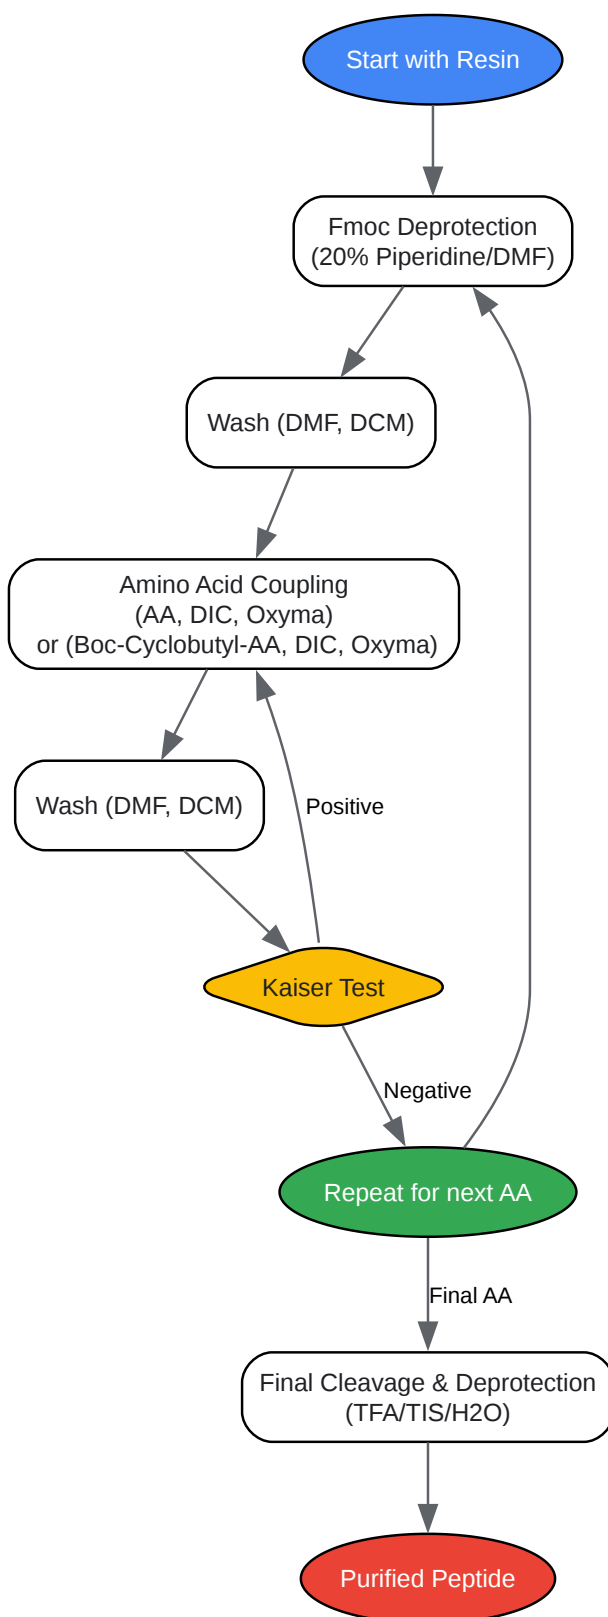 Start with Resin
Fmoc Deprotection
(20% Piperidine/DMF)
Wash (DMF, DCM)
Amino Acid Coupling
(AA, DIC, Oxyma)
or (Boc-Cyclobutyl-AA, DIC, Oxyma)
Wash (DMF, DCM)
Positive
Kaiser Test
Negative
Repeat for next AA
Final AA
Final Cleavage & Deprotection
(TFA/TIS/H2O)
Purified Peptide